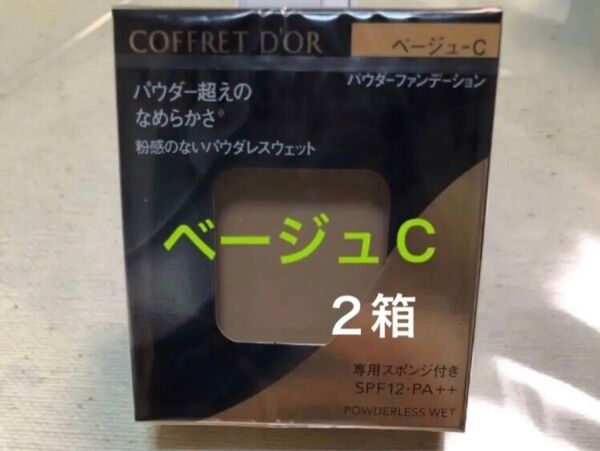 COFFRET D'OR
ベージュ-C
パウダーファンデーション
パウダー超えの
なめらかさ※
粉感のないパウダレスウェット
ベージュC
2箱
専用スポンジ付き
SPF12・PA++
POWDERLESS WET